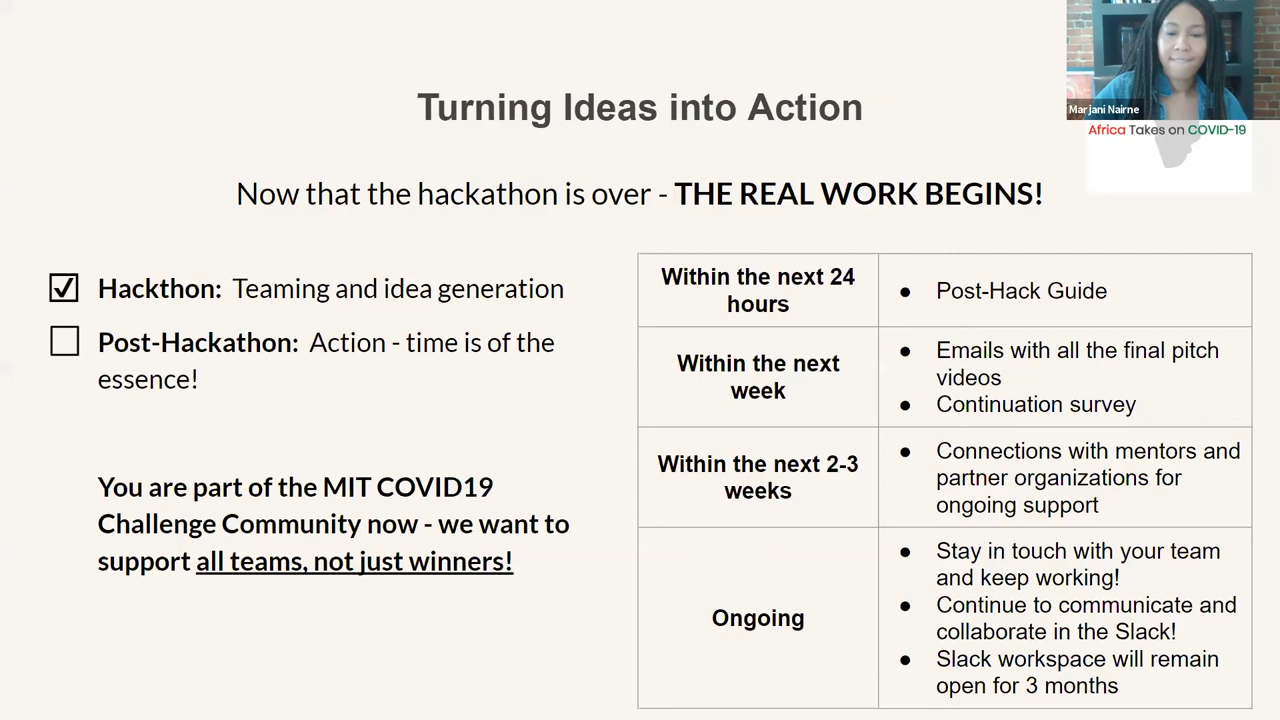 Turning Ideas into Action
Marjani Nairne
Africa Takes on COVID-19
Now that the hackathon is over - THE REAL WORK BEGINS!
☑ Hackthon: Teaming and idea generation
☐ Post-Hackathon: Action - time is of the
essence!
You are part of the MIT COVID19
Challenge Community now - we want to
support all teams, not just winners!
Within the next 24
hours
● Post-Hack Guide
Within the next
week
● Emails with all the final pitch
videos
● Continuation survey
Within the next 2-3
weeks
● Connections with mentors and
partner organizations for
ongoing support
Ongoing
● Stay in touch with your team
and keep working!
● Continue to communicate and
collaborate in the Slack!
● Slack workspace will remain
open for 3 months